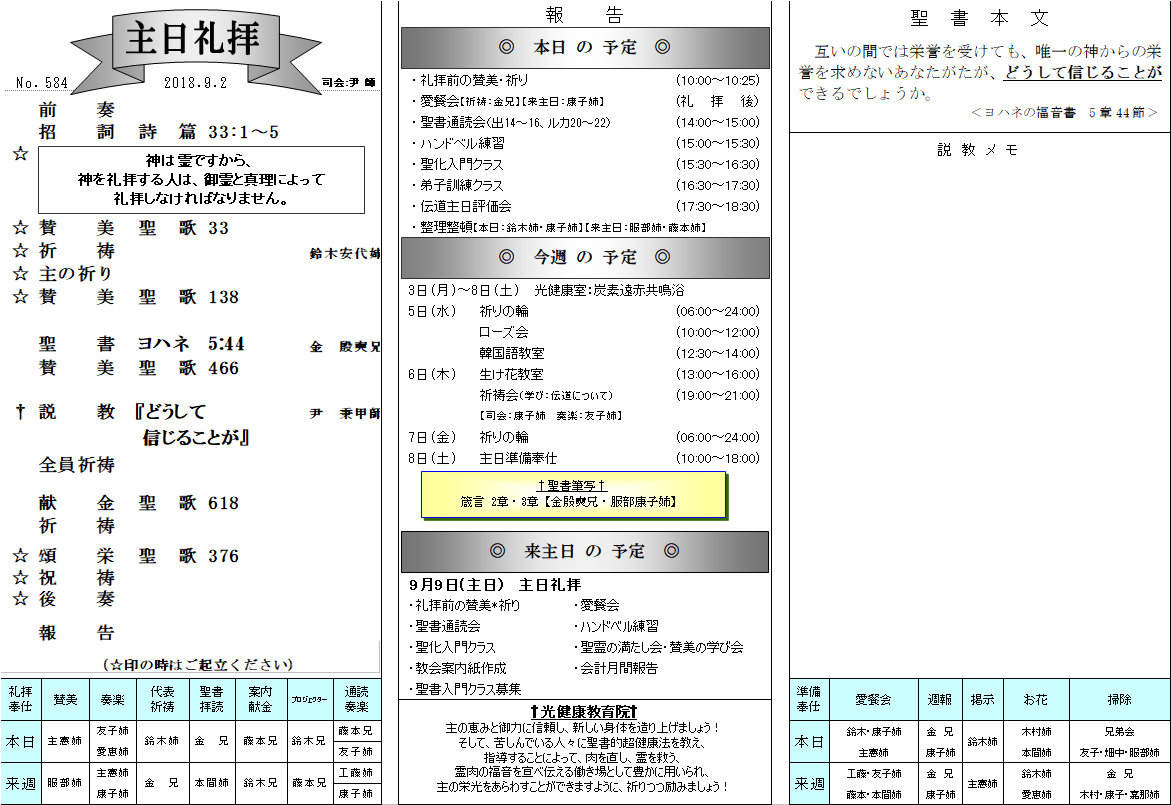 主日礼拝
No. 584
2018.9.2
司会:尹 師
前 奏
招 詞 詩 篇 33:1～5
☆
神は霊ですから、
神を礼拝する人は、御霊と真理によって
礼拝しなければなりません。
☆ 賛 美 聖 歌 33
☆ 祈 祷 鈴木安代姉
☆ 主の祈り
☆ 賛 美 聖 歌 138
聖 書 ヨハネ 5:44 金 殷奭兄
賛 美 聖 歌 466
† 説 教 『どうして 尹 秉甲師
信じることが』
全員祈祷
献 金 聖 歌 618
祈 祷
☆ 頌 栄 聖 歌 376
☆ 祝 祷
☆ 後 奏
報 告
(☆印の時はご起立ください)
礼拝奉仕 賛美 奏楽 代表祈祷 聖書拝読 案内献金 プロジェクター 通読奏楽
本日 主憲姉 友子姉 愛恵姉 鈴木姉 金 兄 藤本兄 鈴木兄 藤本兄 友子姉
来週 服部姉 主憲姉 康子姉 金 兄 本間姉 鈴木兄 藤本兄 工藤姉 康子姉
報 告
◎ 本日 の 予定 ◎
・礼拝前の賛美・祈り (10:00～10:25)
・愛餐会【祈祷:金兄】【来主日:康子姉】 (礼 拝 後)
・聖書通読会(出14～16、ルカ20～22) (14:00～15:00)
・ハンドベル練習 (15:00～15:30)
・聖化入門クラス (15:30～16:30)
・弟子訓練クラス (16:30～17:30)
・伝道主日評価会 (17:30～18:30)
・整理整頓【本日:鈴木姉・康子姉】【来主日:服部姉・藤本姉】
◎ 今週 の 予定 ◎
3日(月)～8日(土) 光健康室:炭素遠赤共鳴浴
5日(水) 祈りの輪 (06:00～24:00)
ローズ会 (10:00～12:00)
韓国語教室 (12:30～14:00)
6日(木) 生け花教室 (13:00～16:00)
祈祷会(学び:伝道について) (19:00～21:00)
【司会:康子姉 奏楽:友子姉】
7日(金) 祈りの輪 (06:00～24:00)
8日(土) 主日準備奉仕 (10:00～18:00)
†聖書筆写†
箴言 2章・3章【金殷奭兄・服部康子姉】
◎ 来主日 の 予定 ◎
9月9日(主日) 主日礼拝
・礼拝前の賛美*祈り ・愛餐会
・聖書通読会 ・ハンドベル練習
・聖化入門クラス ・聖霊の満たし会・賛美の学び会
・教会案内紙作成 ・会計月間報告
・聖書入門クラス募集
†光健康教育院†
主の恵みと御力に信頼し、新しい身体を造り上げましょう!
そして、苦しんでいる人々に聖書的超健康法を教え、
指導することによって、肉を直し、霊を救う、
霊肉の福音を宣べ伝える働き場として豊かに用いられ、
主の栄光をあらわすことができますように、祈りつつ励みましょう!
聖 書 本 文
互いの間では栄誉を受けても、唯一の神からの栄
誉を求めないあなたがたが、どうして信じることが
できるでしょうか。
＜ヨハネの福音書 5章44節＞
説 教 メ モ
準備奉仕 愛餐会 週報 掲示 お花 掃除
本日 鈴木・康子姉 主憲姉 金 兄 康子姉 鈴木姉 木村姉 本間姉 兄弟会 友子・畑中・服部姉
来週 工藤・友子姉 藤本・本間姉 金 兄 康子姉 主憲姉 鈴木姉 愛恵姉 金 兄 木村・康子・嘉那姉